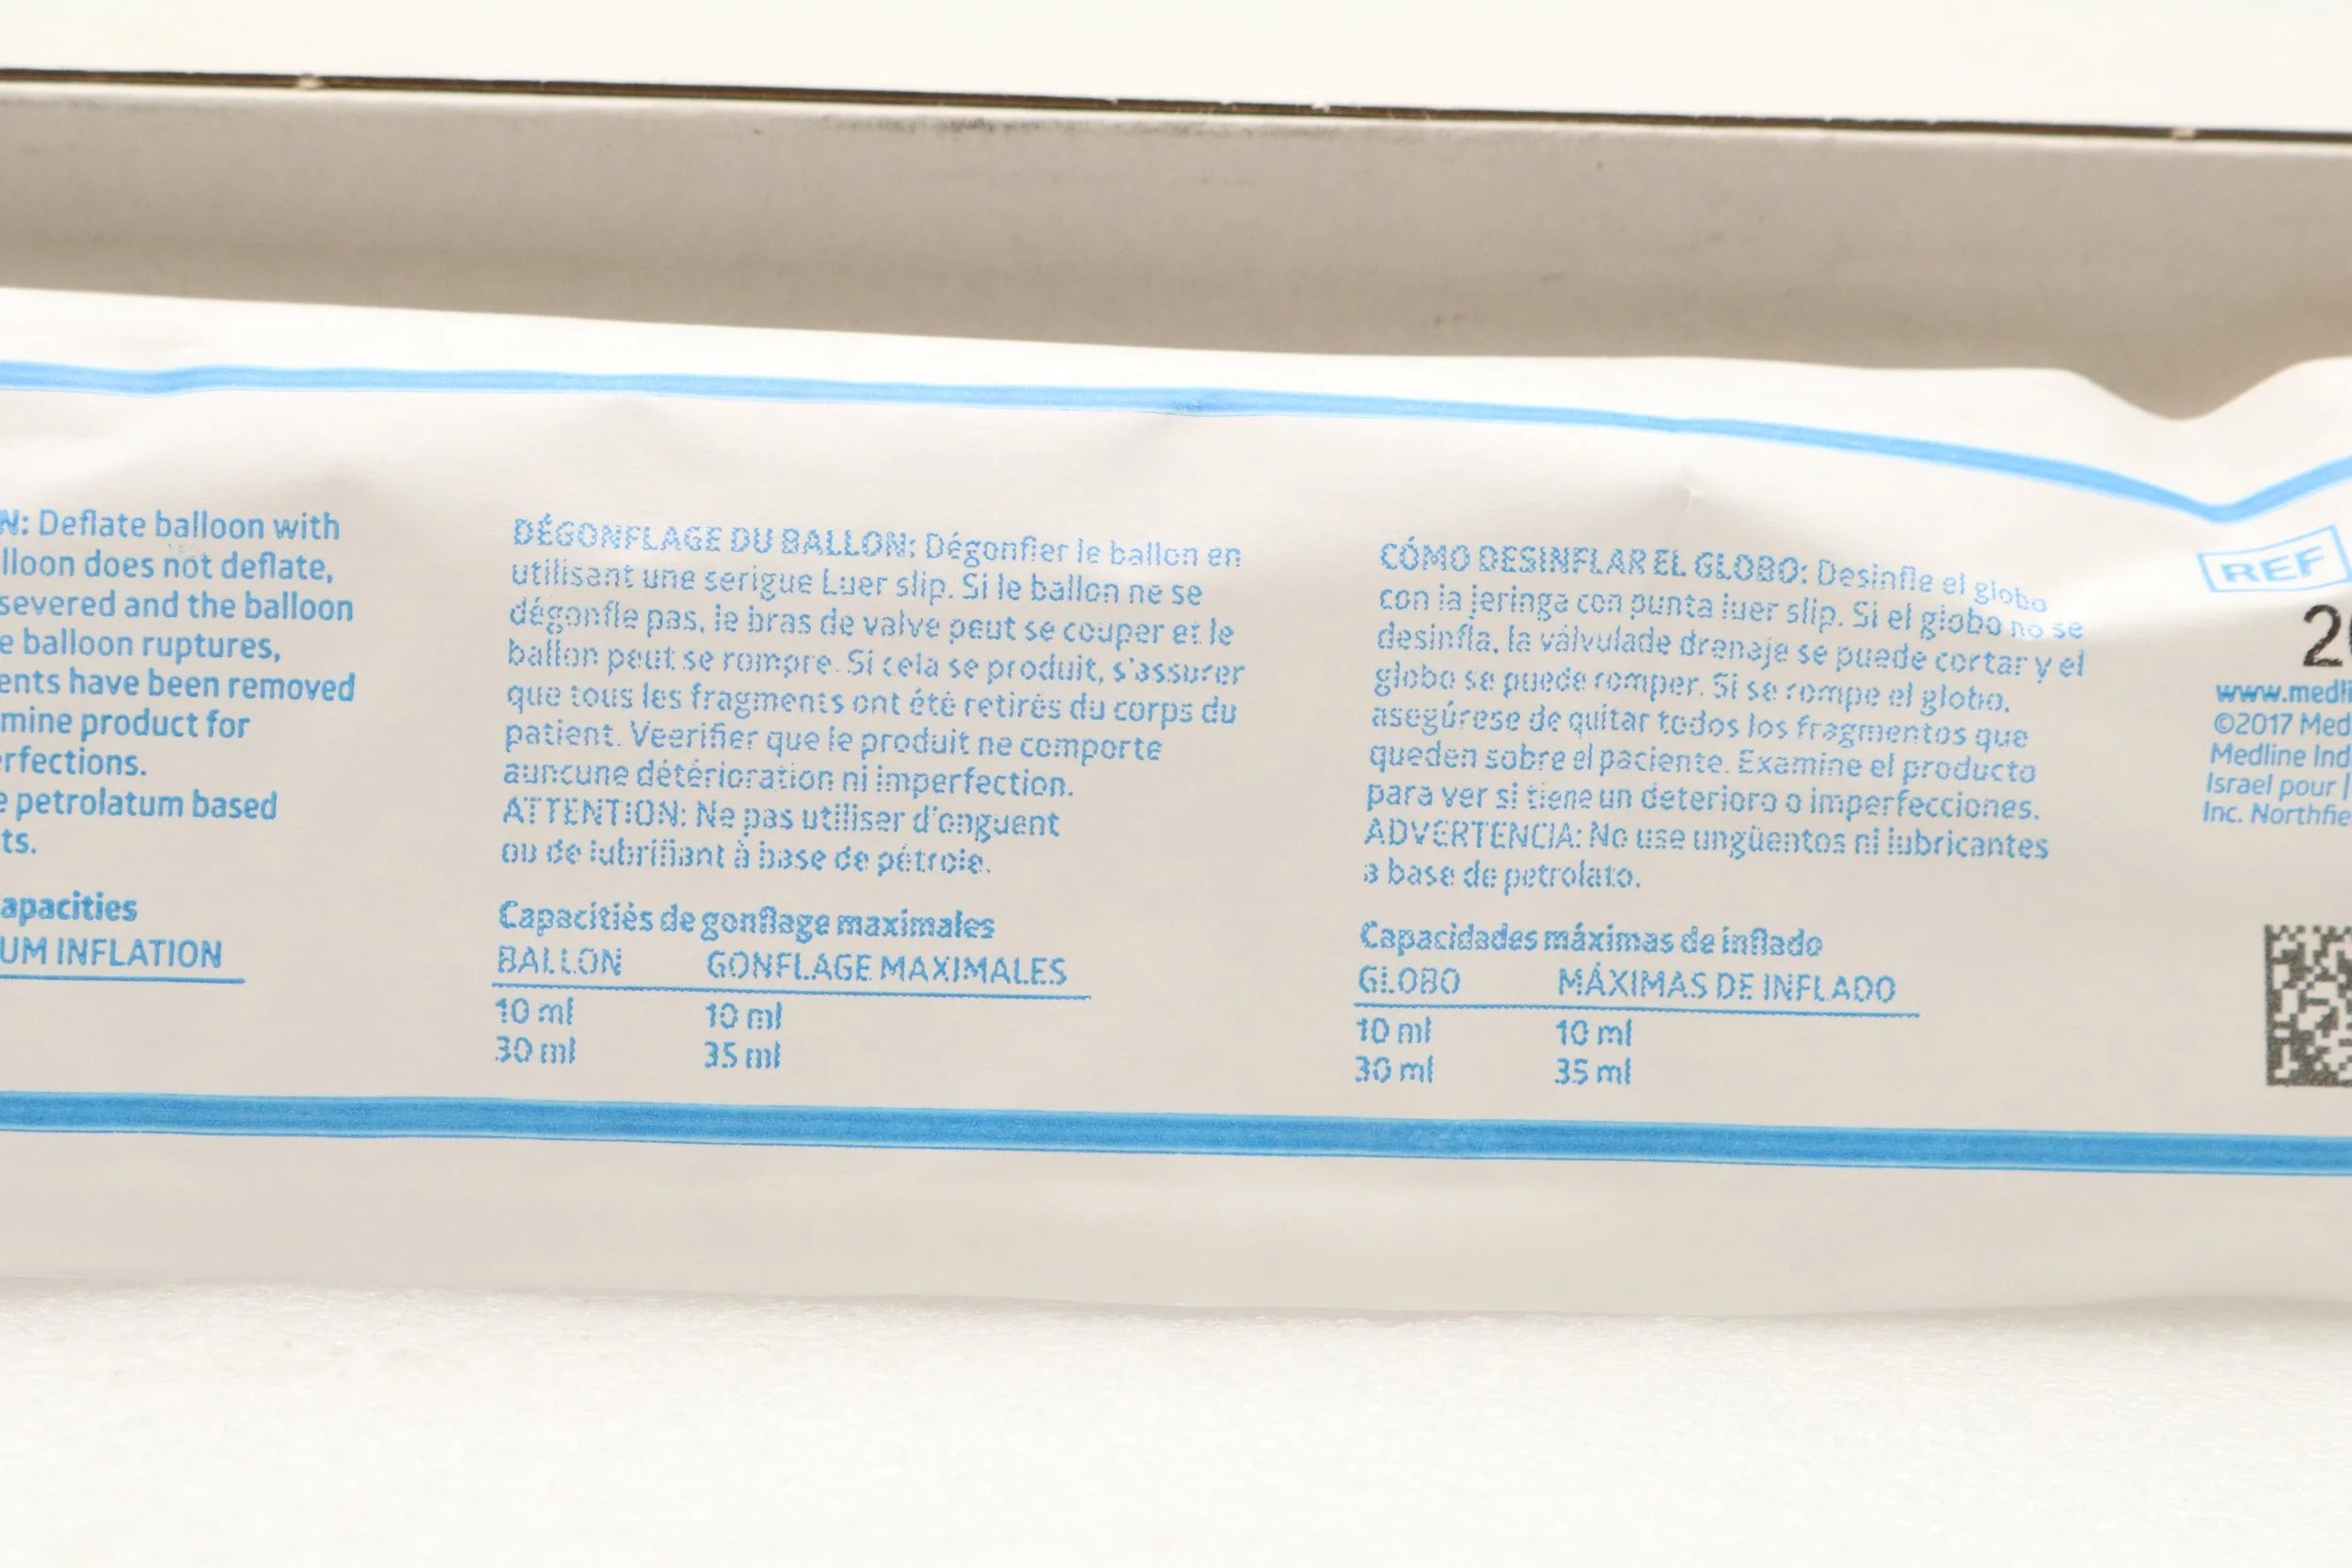 N: Deflate balloon with
lloon does not deflate,
severed and the balloon
e balloon ruptures,
ents have been removed
mine product for
rfections.
e petrolatum based
ts.
apacities
UM INFLATION
DÉGONFLAGE DU BALLON: Dégonfler le ballon en
utilisant une serigue Luer slip. Si le ballon ne se
dégonfle pas, le bras de valve peut se couper et le
ballon peut se rompre. Si cela se produit, s'assurer
que tous les fragments ont été retirés du corps du
patient. Veerifier que le produit ne comporte
auncune détérioration ni imperfection.
ATTENTION: Ne pas utiliser d'onguent
ou de lubrifiant à base de pétrole.
Capacitiés de gonflage maximales
BALLON GONFLAGE MAXIMALES
10 ml 10 ml
30 ml 35 ml
CÓMO DESINFLAR EL GLOBO: Desinfle el globo
con la jeringa con punta luer slip. Si el globo no se
desinfla, la válvulade drenaje se puede cortar y el
globo se puede romper. Si se rompe el globo,
asegúrese de quitar todos los fragmentos que
queden sobre el paciente. Examine el producto
para ver si tiene un deterioro o imperfecciones.
ADVERTENCIA: No use ungüentos ni lubricantes
a base de petrolato.
Capacidades máximas de inflado
GLOBO MÁXIMAS DE INFLADO
10 ml 10 ml
30 ml 35 ml
REF
2
www.medli
©2017 Med
Medline Ind
Israel pour
Inc. Northfie